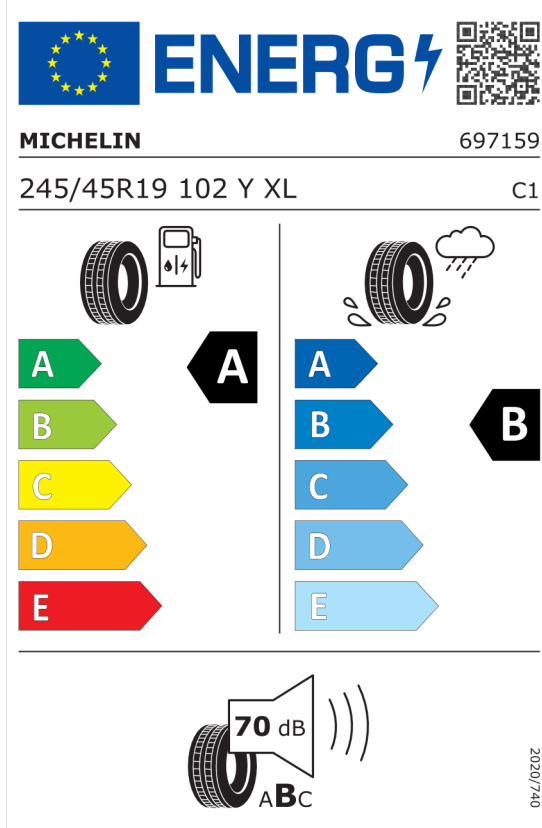 ENERG
MICHELIN 697159
245/45R19 102 Y XL C1
A A
B
C
D
E
A
B B
C
D
E
70 dB
ABC
2020/740